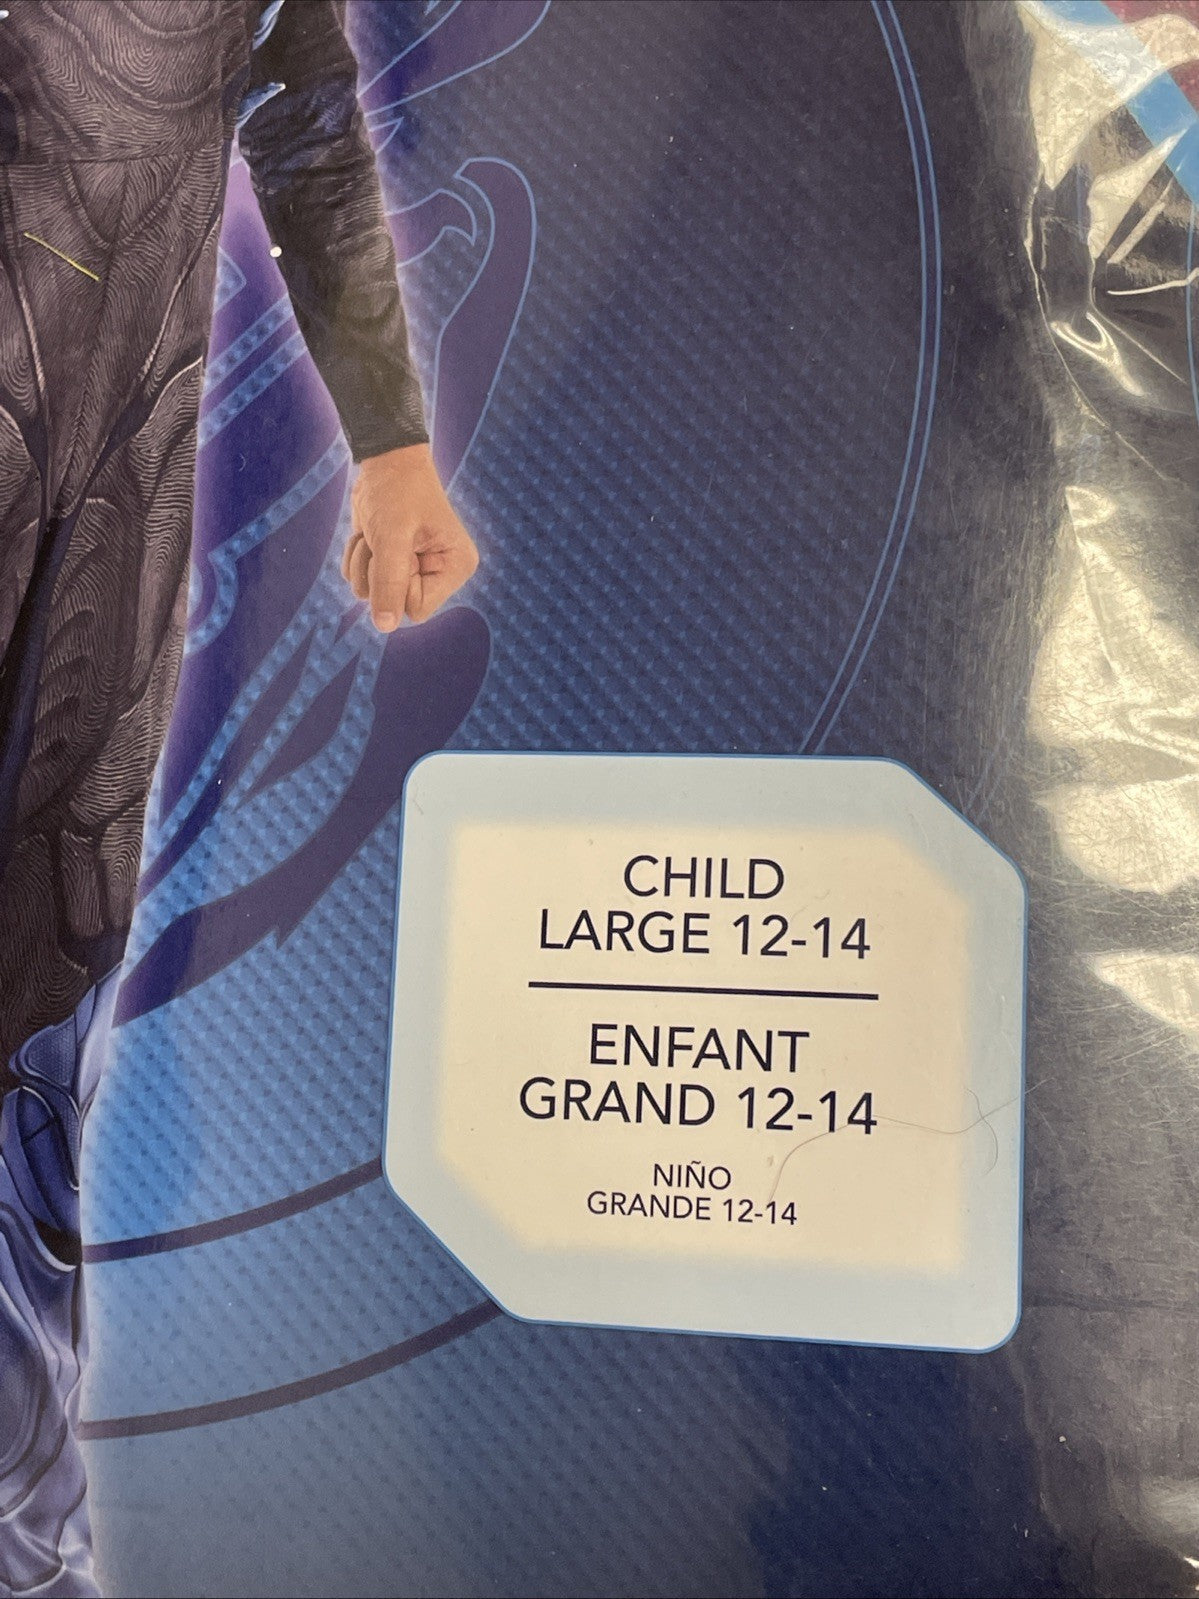 CHILD
LARGE 12-14
ENFANT
GRAND 12-14
NIÑO
GRANDE 12-14